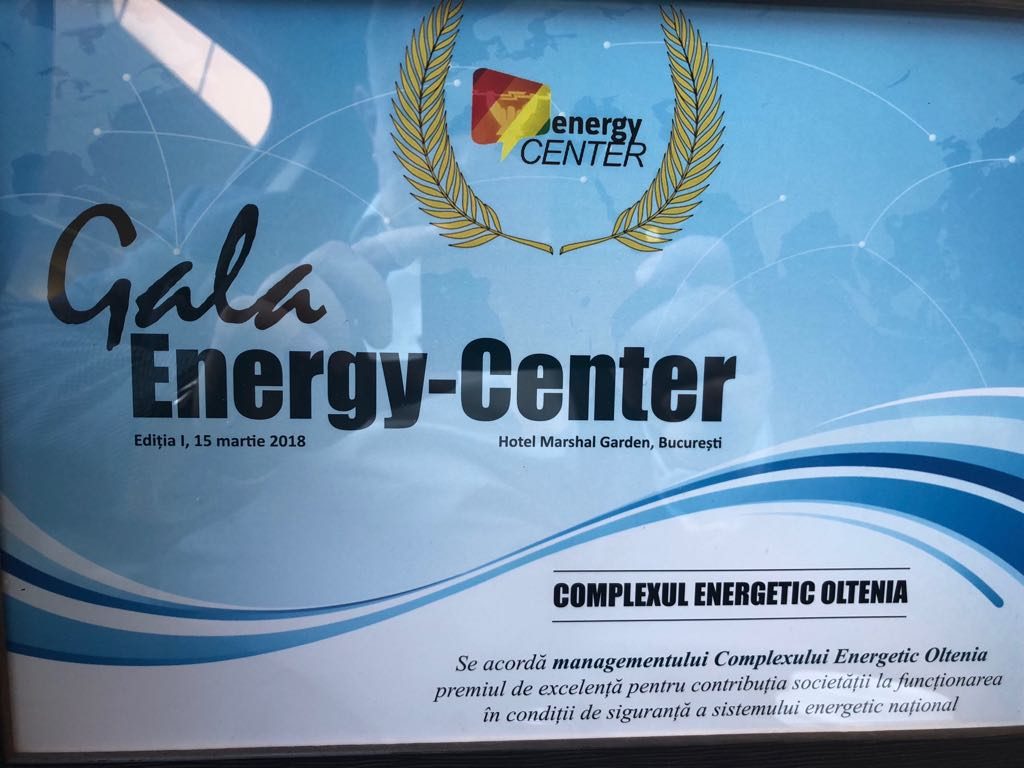 energy
CENTER
Gala
Energy-Center
Ediția I, 15 martie 2018
Hotel Marshal Garden, București
COMPLEXUL ENERGETIC OLTENIA
Se acordă managementului Complexului Energetic Oltenia
premiul de excelență pentru contribuția societății la funcționarea
în condiții de siguranță a sistemului energetic național